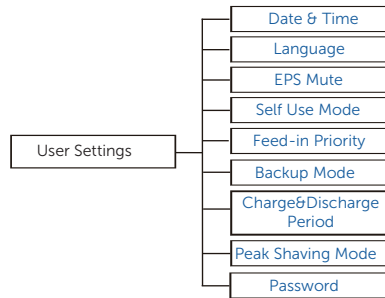 Date & Time
Language
EPS Mute
Self Use Mode
User Settings
Feed-in Priority
Backup Mode
Charge&Discharge
Period
Peak Shaving Mode
Password